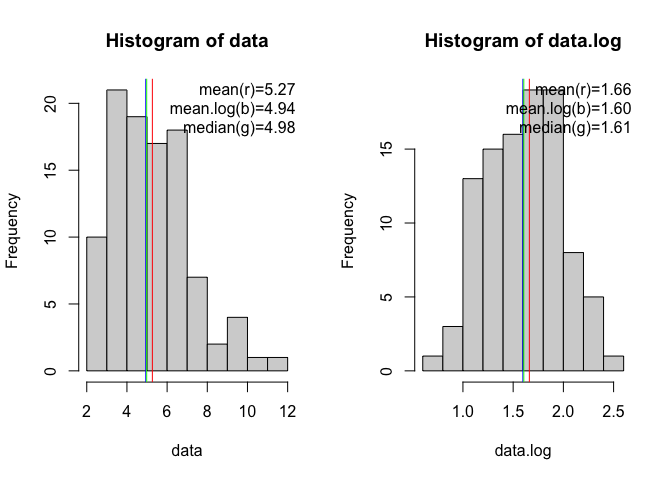 Histogram of data
mean(r)=5.27
mean.log(b)=4.94
median(g)=4.98
Frequency
20
15
10
5
0
2 4 6 8 10 12
data
Histogram of data.log
mean(r)=1.66
mean.log(b)=1.60
median(g)=1.61
Frequency
15
10
5
0
1.0 1.5 2.0 2.5
data.log